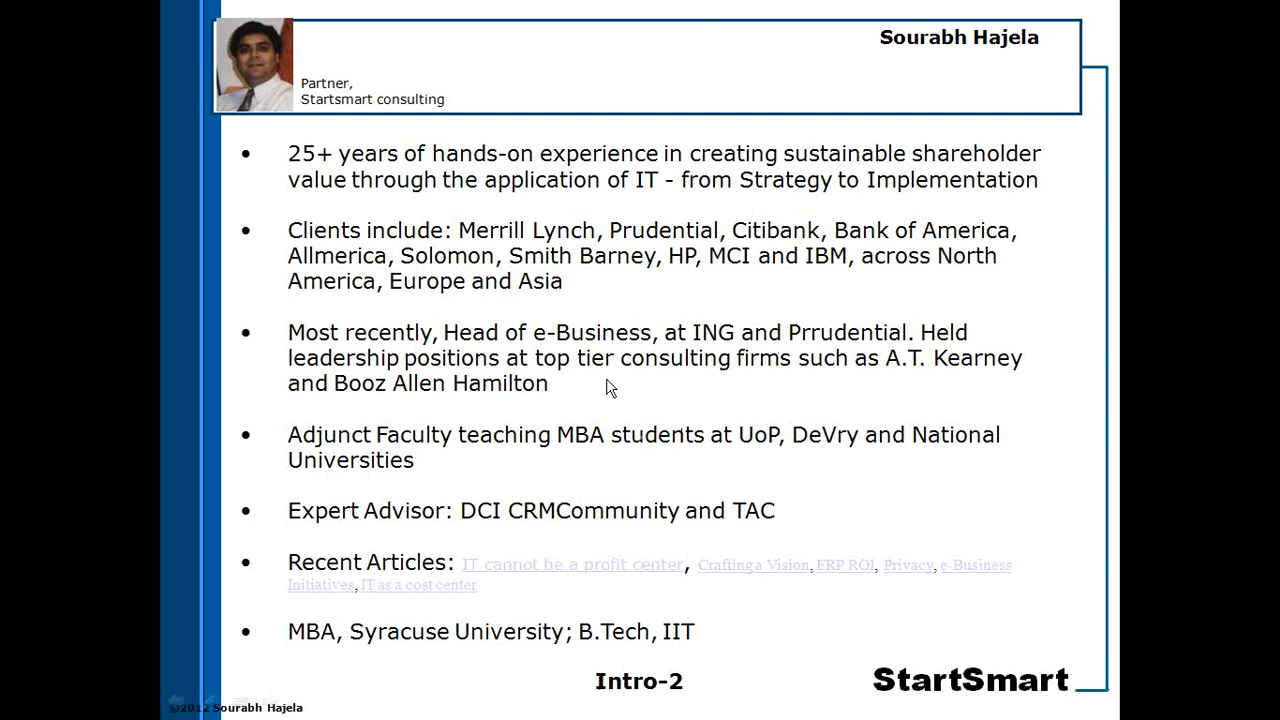 Sourabh Hajela
Partner,
Startsmart consulting
• 25+ years of hands-on experience in creating sustainable shareholder
value through the application of IT - from Strategy to Implementation
• Clients include: Merrill Lynch, Prudential, Citibank, Bank of America,
Allmerica, Solomon, Smith Barney, HP, MCI and IBM, across North
America, Europe and Asia
• Most recently, Head of e-Business, at ING and Prrudential. Held
leadership positions at top tier consulting firms such as A.T. Kearney
and Booz Allen Hamilton
• Adjunct Faculty teaching MBA students at UoP, DeVry and National
Universities
• Expert Advisor: DCI CRMCommunity and TAC
• Recent Articles: IT cannot be a profit center, Crafting a Vision, ERP ROI, Privacy, e-Business
Initiatives, IT as a cost center
• MBA, Syracuse University; B.Tech, IIT
Intro-2
StartSmart
©2012 Sourabh Hajela